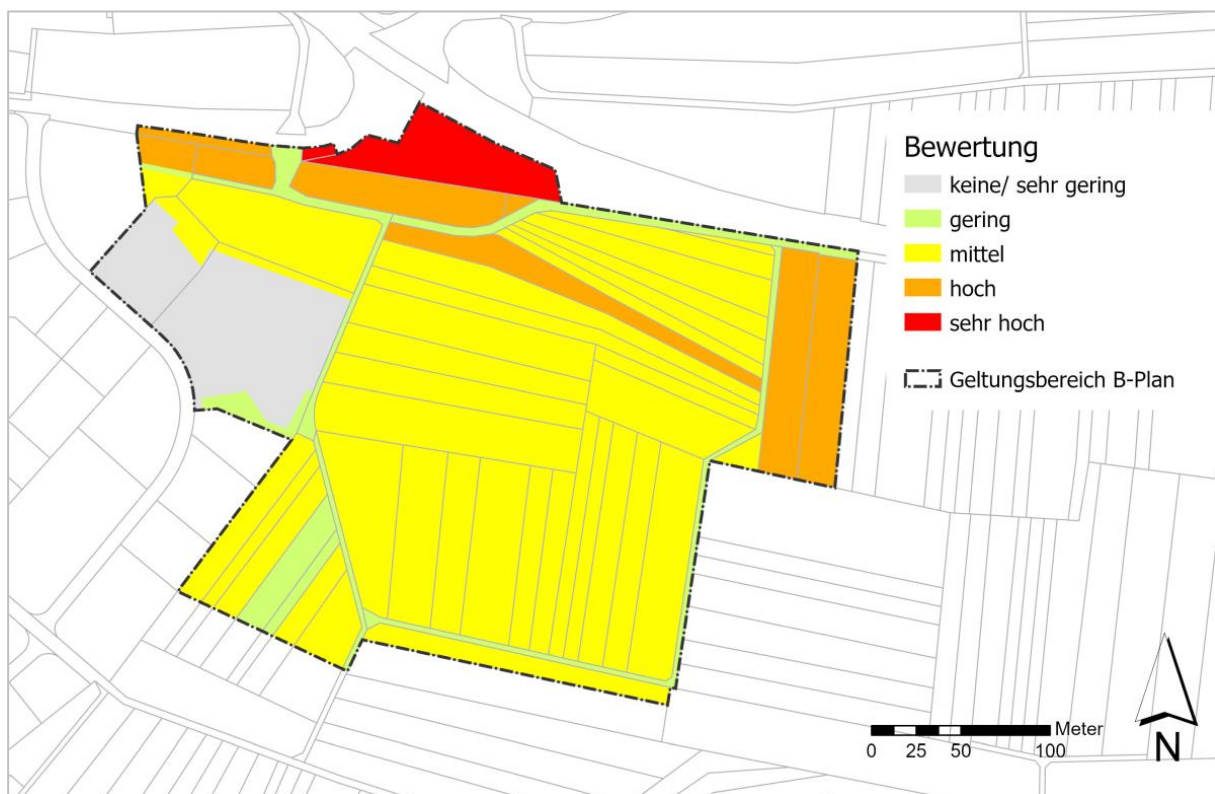 Bewertung
keine/ sehr gering
gering
mittel
hoch
sehr hoch
Geltungsbereich B-Plan
Meter
0 25 50 100
N